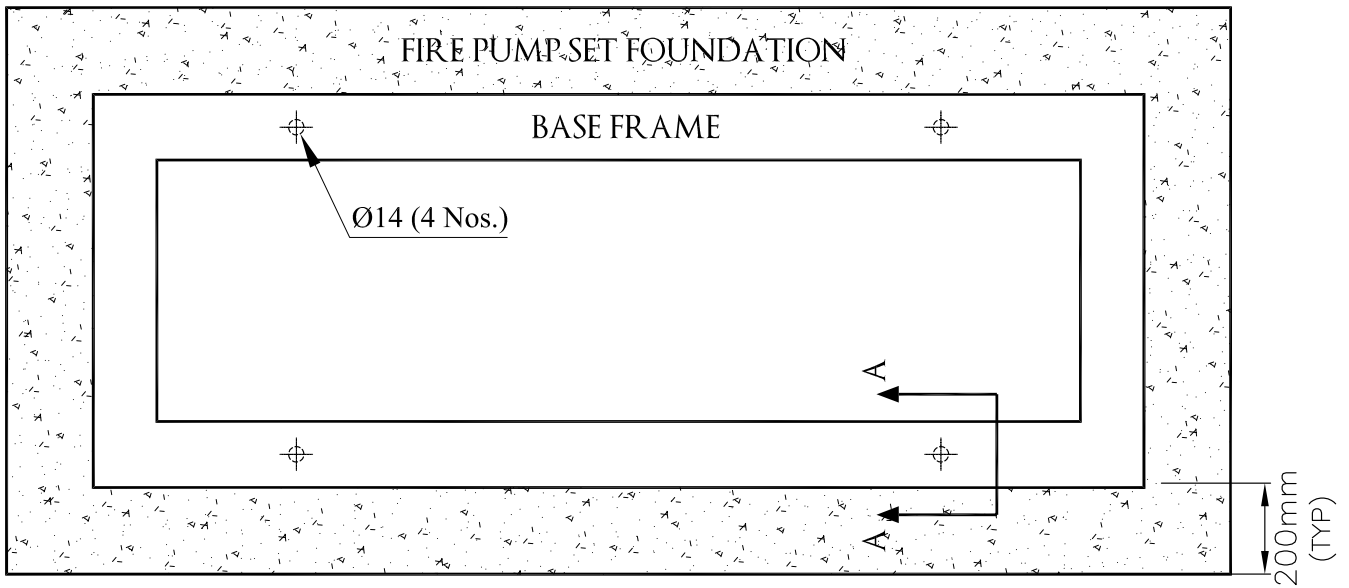 FIRE PUMP SET FOUNDATION
BASE FRAME
Ø14 (4 Nos.)
A
A
200mm
(TYP)